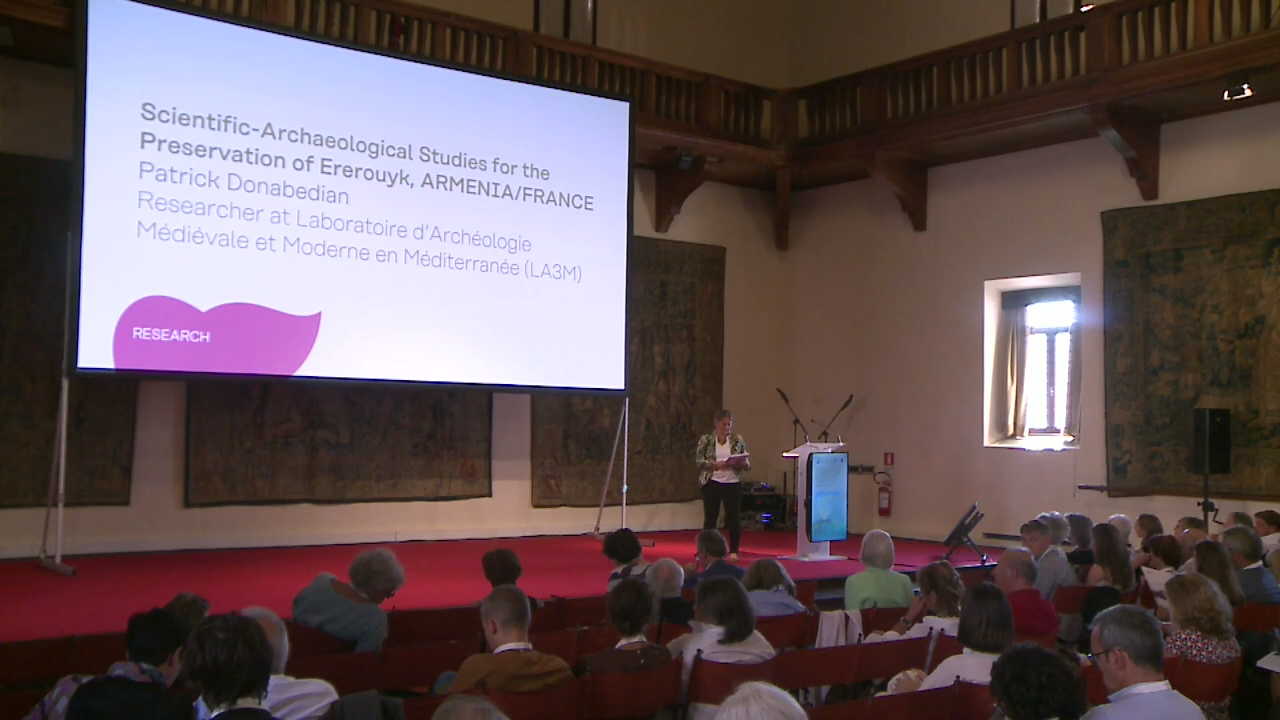 Scientific-Archaeological Studies for the
Preservation of Ererouyk, ARMENIA/FRANCE
Patrick Donabedian
Researcher at Laboratoire d'Archéologie
Médiévale et Moderne en Méditerranée (LA3M)
RESEARCH